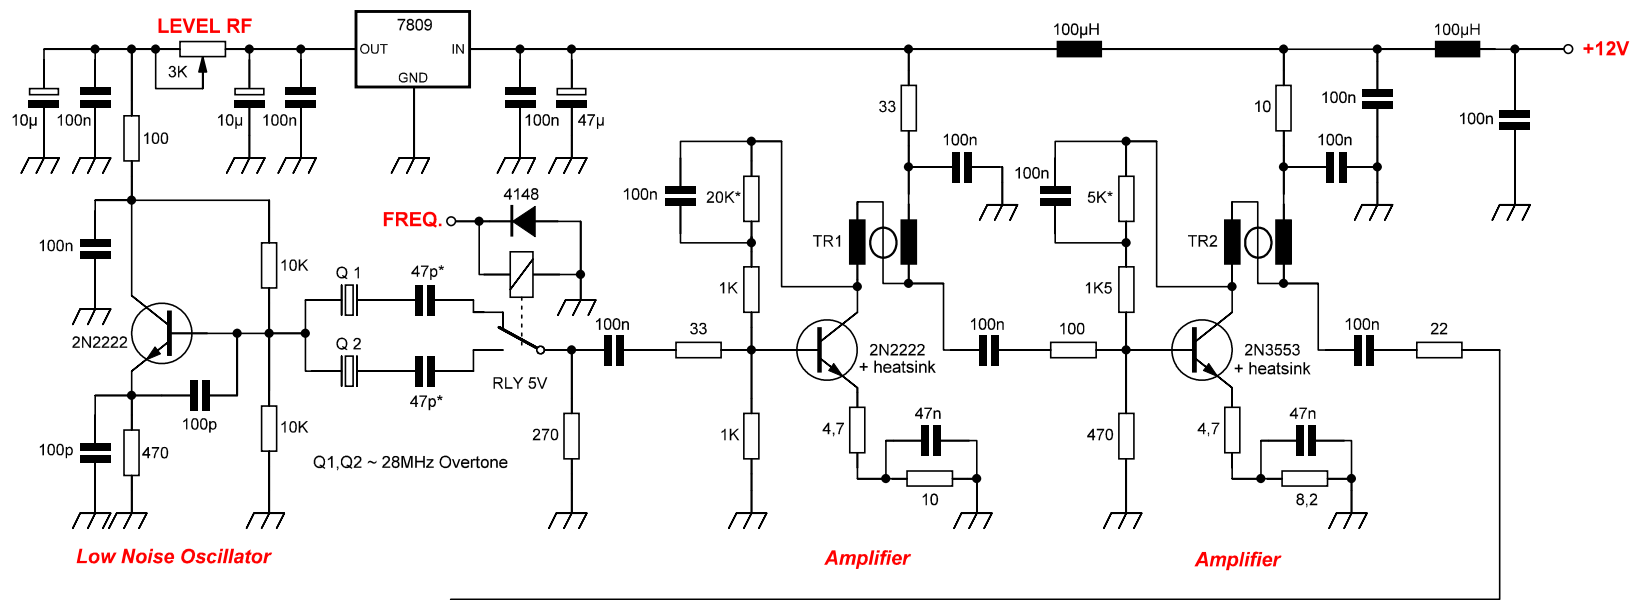 LEVEL RF
7809
OUT
IN
GND
3K
100µH
100µH
+12V
10µ
100n
10µ
100n
100n
47µ
100
33
100n
10
100n
100n
100n
100n
20K*
100n
5K*
4148
FREQ.
100n
10K
Q 1
47p*
1K
TR1
1K5
TR2
2N2222
Q 2
47p*
RLY 5V
100n
33
2N2222
+ heatsink
100n
100
2N3553
+ heatsink
100n
22
100p
100p
470
10K
270
1K
4,7
47n
10
470
4,7
47n
8,2
Q1,Q2 ~ 28MHz Overtone
Low Noise Oscillator
Amplifier
Amplifier